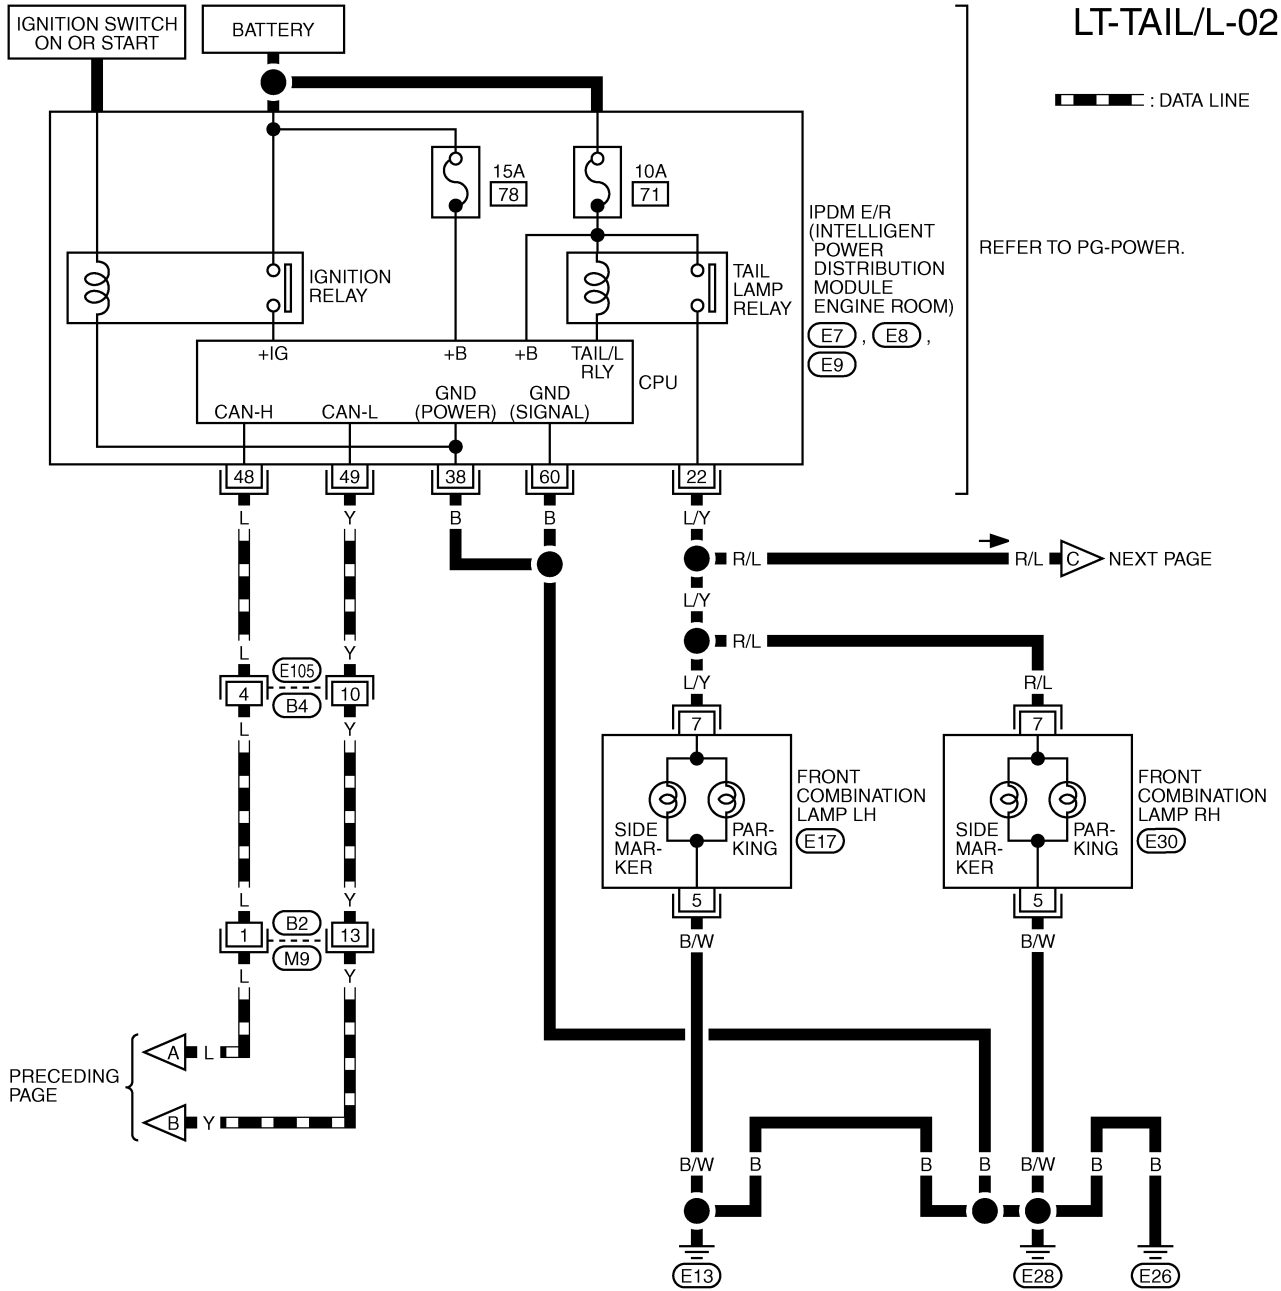 LT-TAIL/L-02
IGNITION SWITCH
ON OR START
BATTERY
: DATA LINE
15A
78
10A
71
IPDM E/R
(INTELLIGENT
POWER
DISTRIBUTION
MODULE
ENGINE ROOM)
E7 , E8 ,
E9
REFER TO PG-POWER.
IGNITION
RELAY
TAIL
LAMP
RELAY
+IG
+B
+B
TAIL/L
RLY
CPU
CAN-H
CAN-L
GND
(POWER)
GND
(SIGNAL)
48
49
38
60
22
L
Y
B
B
L/Y
R/L
R/L
C
NEXT PAGE
L/Y
R/L
L
Y
L/Y
R/L
E105
4
10
B4
7
7
L
Y
SIDE
MAR-
KER
PAR-
KING
FRONT
COMBINATION
LAMP LH
E17
SIDE
MAR-
KER
PAR-
KING
FRONT
COMBINATION
LAMP RH
E30
L
Y
5
5
B2
1
13
M9
B/W
B/W
L
Y
PRECEDING
PAGE
A
L
B
Y
B/W
B
B
B
B/W
B
B
E13
E28
E26